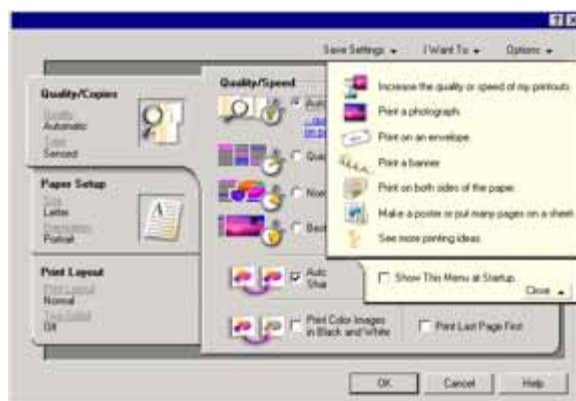 Save Settings
I Want To
Options
Quality/Copies
Quality
Automatic
Type
Sensed
Paper Setup
Size
Letter
Orientation
Portrait
Print Layout
Print Layout
Normal
Two-Sided
Off
Quality/Speed
Increase the quality or speed of my printouts.
Print a photograph.
Print on an envelope.
Print a banner.
Print on both sides of the paper.
Make a poster or put many pages on a sheet.
See more printing ideas.
Show This Menu at Startup.
Close
Print Color Images
in Black and White
Print Last Page First
OK
Cancel
Help